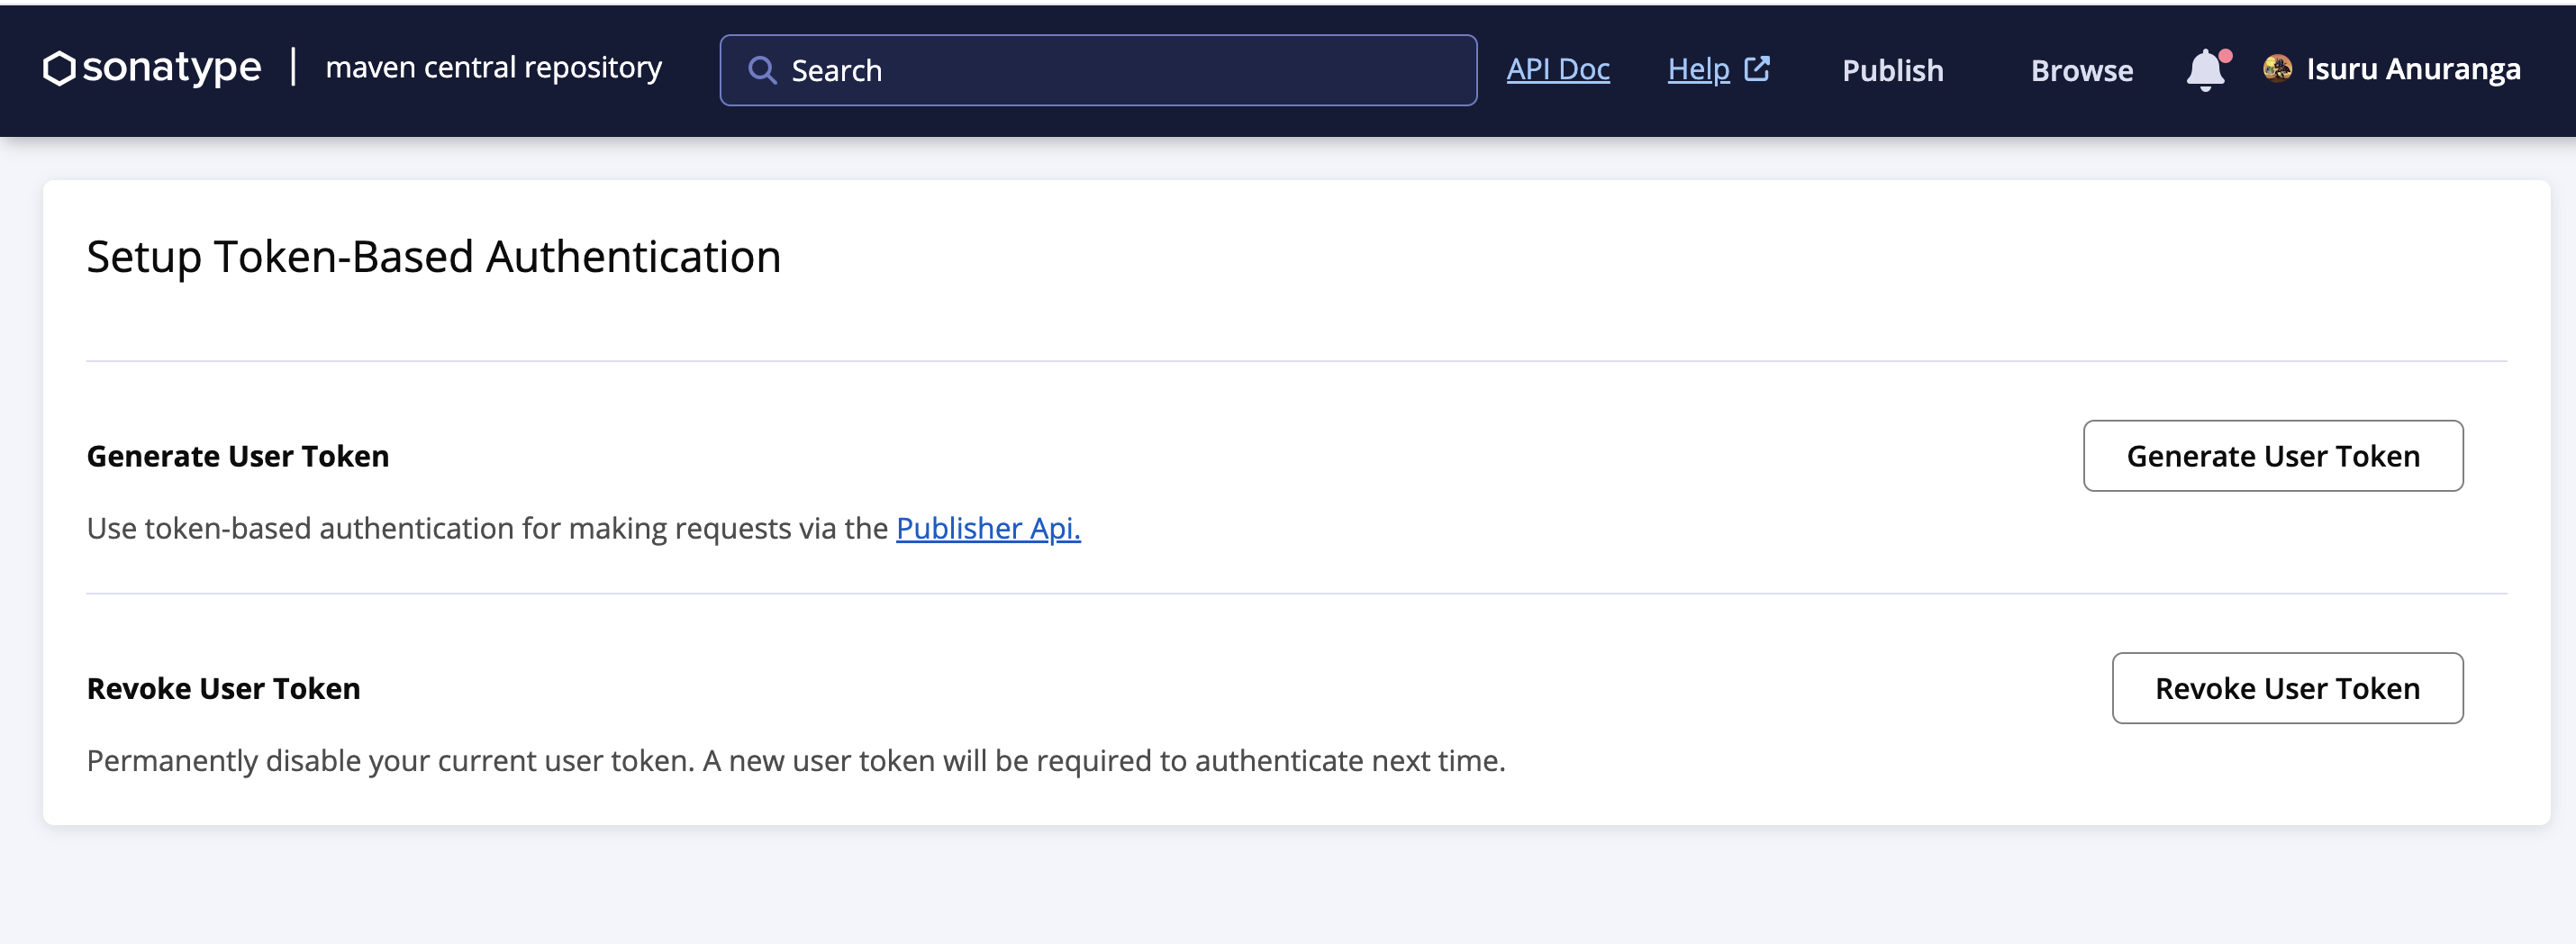 sonatype | maven central repository Search API Doc Help Publish Browse Isuru Anuranga
Setup Token-Based Authentication
Generate User Token Generate User Token
Use token-based authentication for making requests via the Publisher Api.
Revoke User Token Revoke User Token
Permanently disable your current user token. A new user token will be required to authenticate next time.